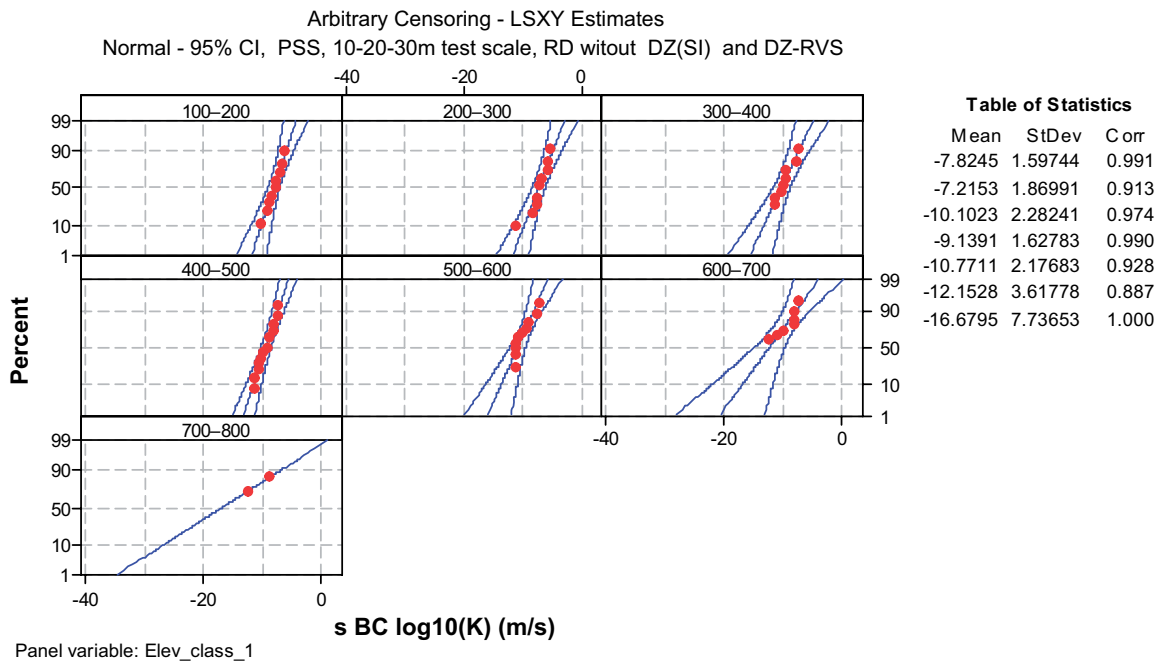 Arbitrary Censoring - LSXY Estimates
Normal - 95% CI, PSS, 10-20-30m test scale, RD witout DZ(SI) and DZ-RVS
-40 -20 0
100–200 200–300 300–400
99
90
50
10
1
400–500 500–600 600–700
99
90
50
10
1
-40 -20 0
700–800
99
90
50
10
1
-40 -20 0
Percent
s BC log10(K) (m/s)
Panel variable: Elev_class_1
Table of Statistics
Mean StDev Corr
-7.8245 1.59744 0.991
-7.2153 1.86991 0.913
-10.1023 2.28241 0.974
-9.1391 1.62783 0.990
-10.7711 2.17683 0.928
-12.1528 3.61778 0.887
-16.6795 7.73653 1.000